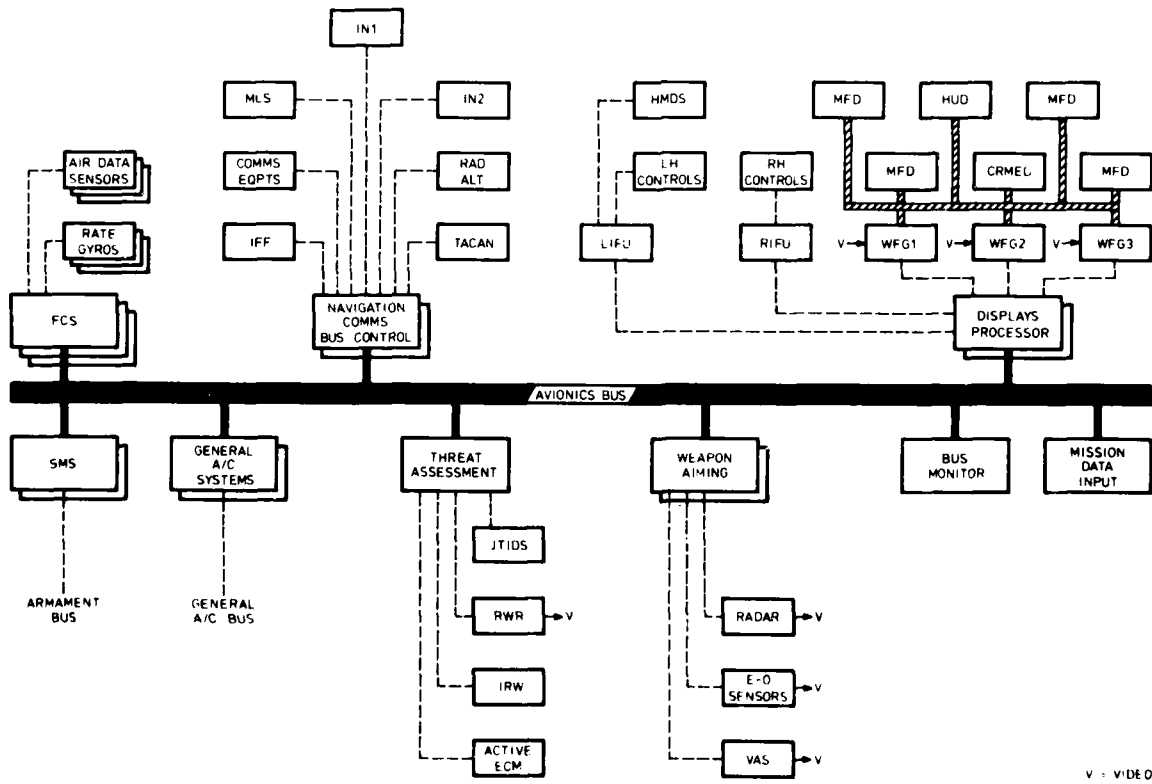 IN1
MLS
IN2
HMDS
MFD
HUD
MFD
AIR DATA
SENSORS
COMMS
EQPTS
RAD
ALT
LH
CONTROLS
RH
CONTROLS
MFD
CRMEL
MFD
RATE
GYROS
IFF
TACAN
LIFU
RIFU
V
WFG1
V
WFG2
V
WFG3
FCS
NAVIGATION
COMMS
BUS CONTROL
DISPLAYS
PROCESSOR
AVIONICS BUS
SMS
GENERAL
A/C
SYSTEMS
THREAT
ASSESSMENT
WEAPON
AIMING
BUS
MONITOR
MISSION
DATA
INPUT
JTIDS
ARMAMENT
BUS
GENERAL
A/C BUS
RWR
V
RADAR
V
IRW
E-O
SENSORS
V
ACTIVE
ECM
VAS
V
V = VIDEO